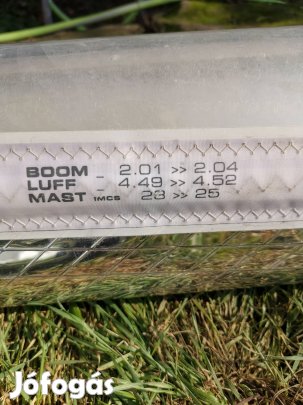 BOOM - 2.01 >> 2.04
LUFF - 4.49 >> 4.52
MAST IMCS 23 >> 25
Jófogás